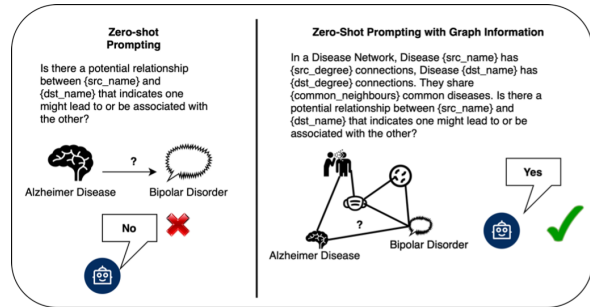 Zero-shot
Prompting
Is there a potential relationship
between {src_name} and
{dst_name} that indicates one
might lead to or be associated with
the other?
?
Alzheimer Disease
Bipolar Disorder
No
Zero-Shot Prompting with Graph Information
In a Disease Network, Disease {src_name} has
{src_degree} connections, Disease {dst_name} has
{dst_degree} connections. They share
{common_neighbours} common diseases. Is there a
potential relationship between {src_name} and
{dst_name} that indicates one might lead to or be
associated with the other?
?
Alzheimer Disease
Bipolar Disorder
Yes